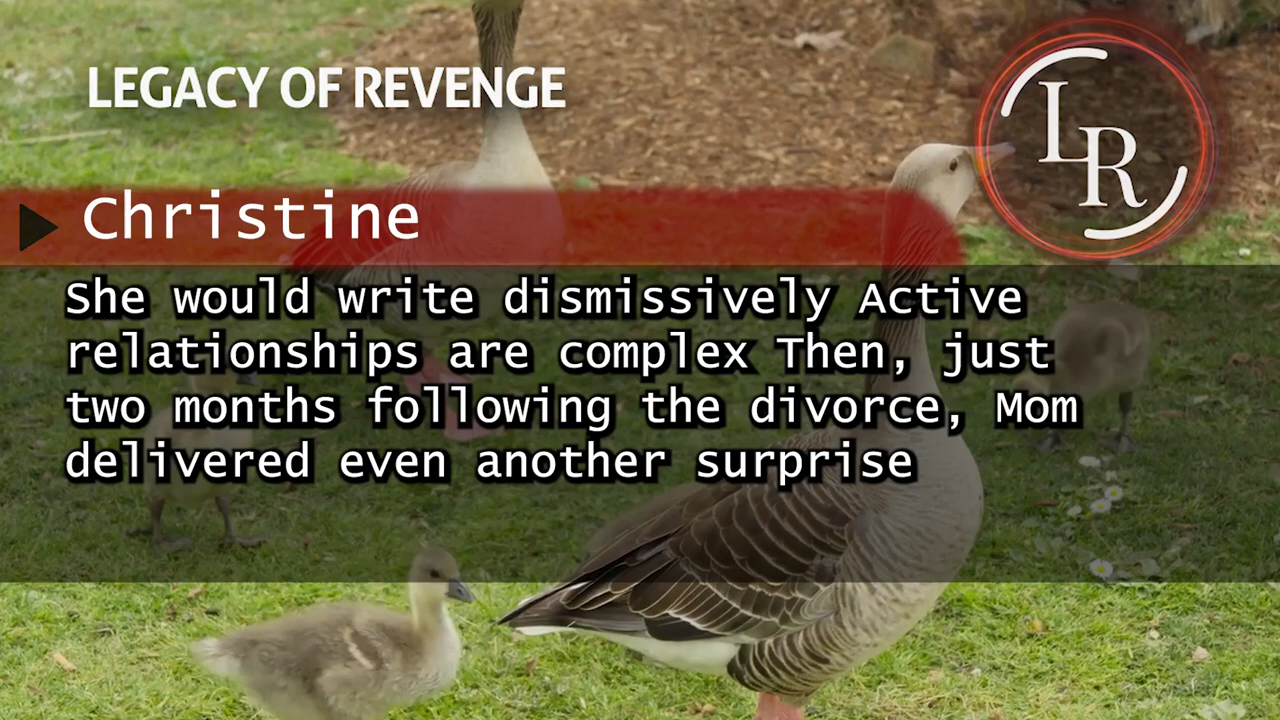 LEGACY OF REVENGE
LR
Christine
She would write dismissively Active
relationships are complex Then, just
two months following the divorce, Mom
delivered even another surprise